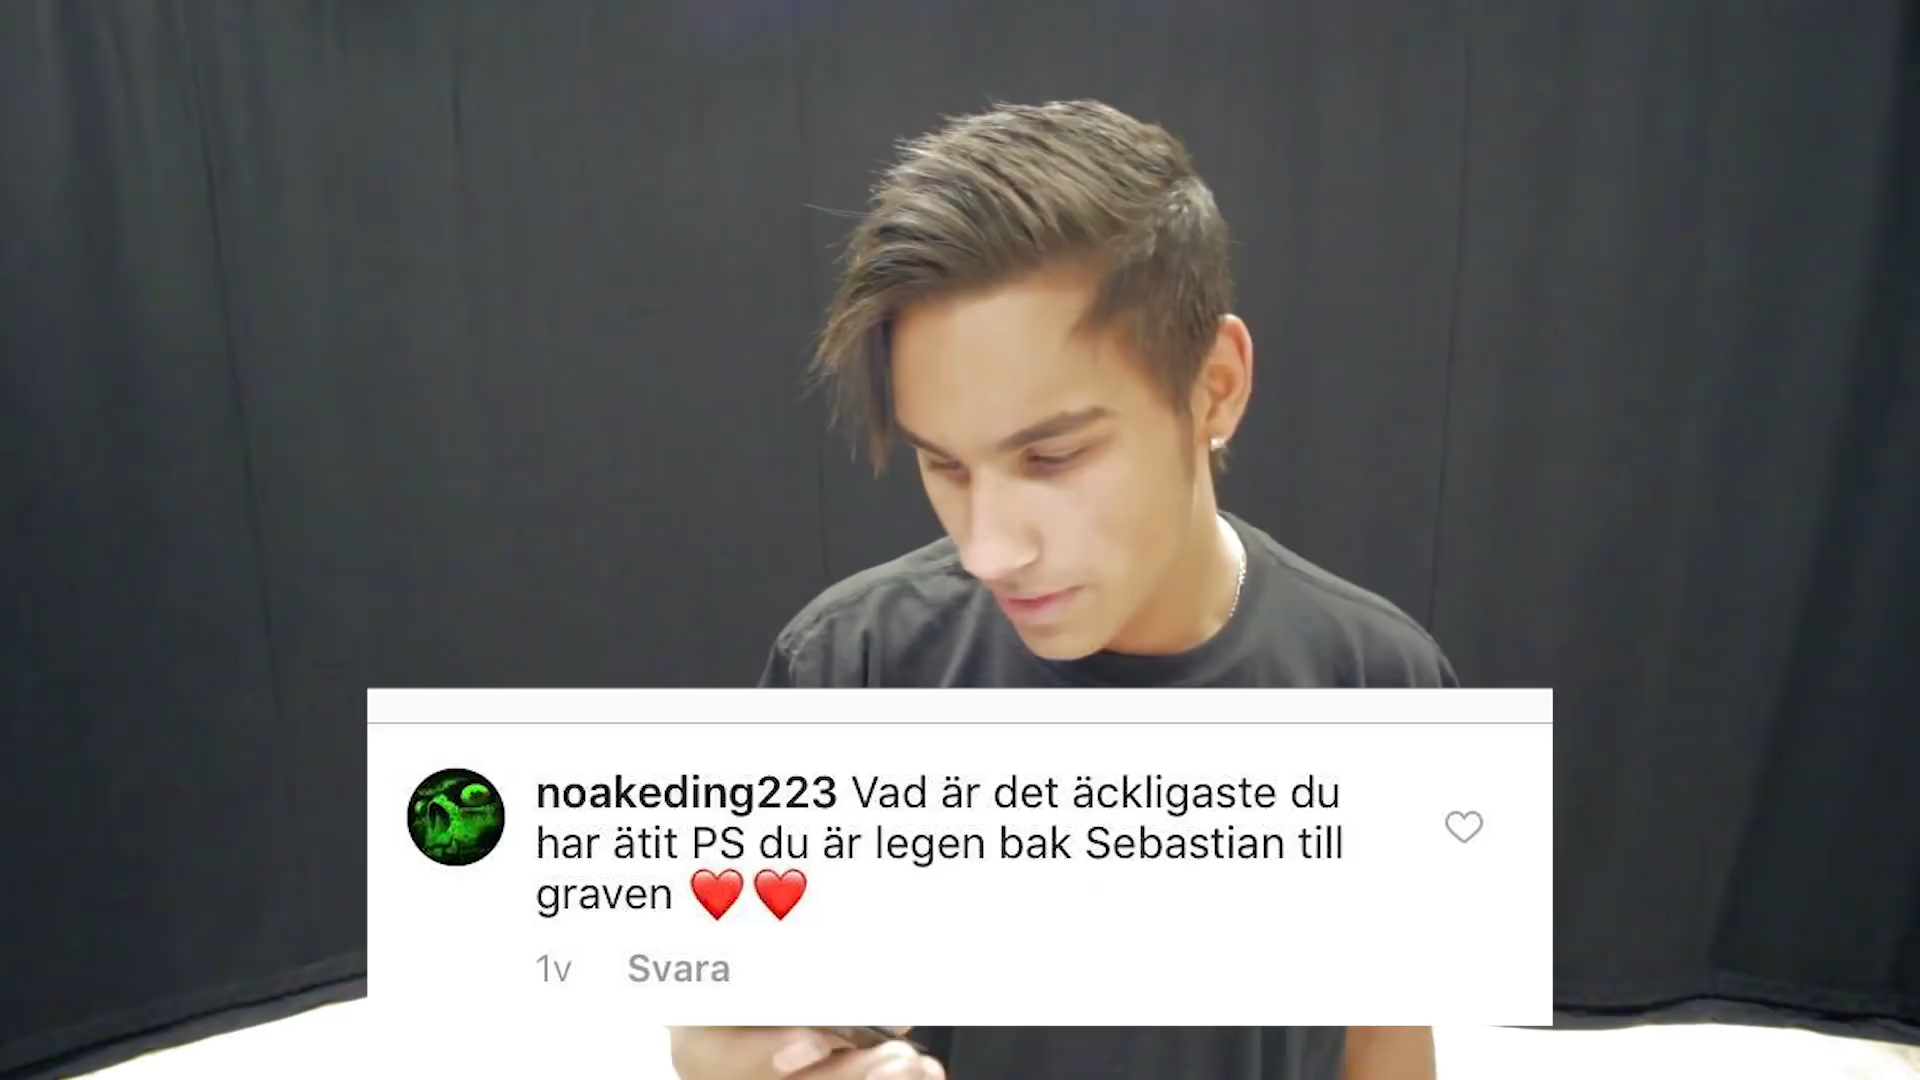 noakeding223 Vad är det äckligaste du
har ätit PS du är legen bak Sebastian till
graven ❤️❤️
1v Svara